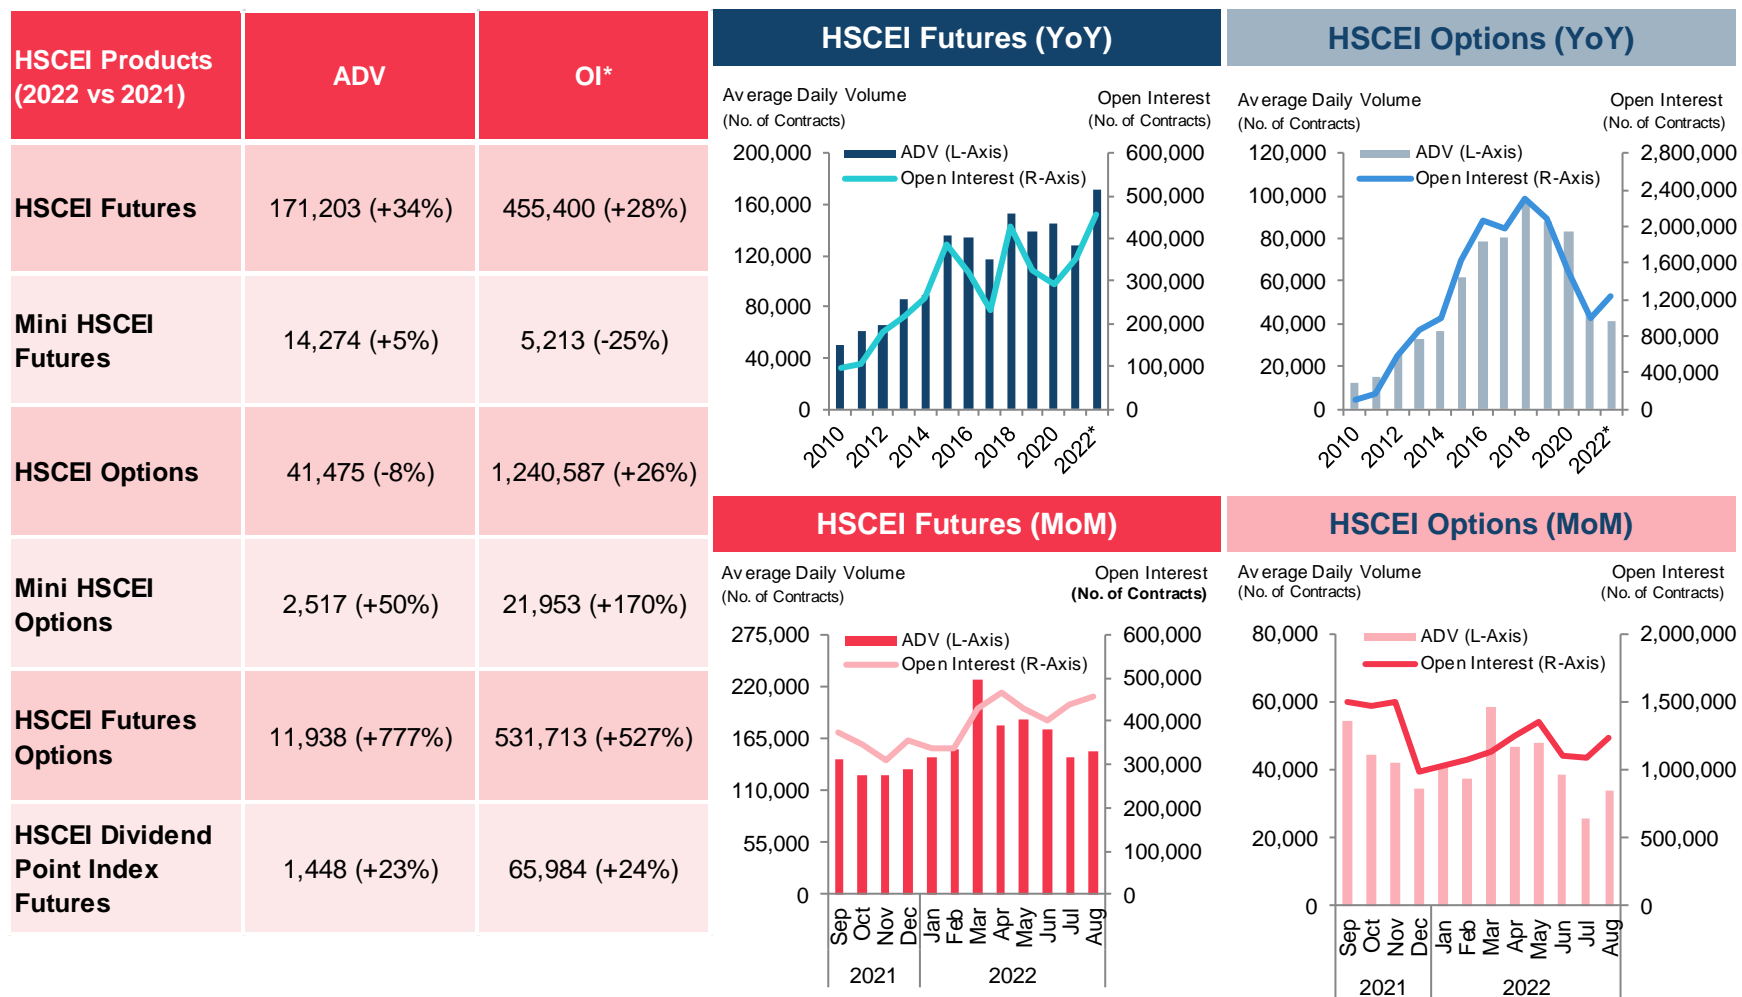 HSCEI Products
(2022 vs 2021)
ADV
OI*
HSCEI Futures
171,203 (+34%)
455,400 (+28%)
Mini HSCEI
Futures
14,274 (+5%)
5,213 (-25%)
HSCEI Options
41,475 (-8%)
1,240,587 (+26%)
Mini HSCEI
Options
2,517 (+50%)
21,953 (+170%)
HSCEI Futures
Options
11,938 (+777%)
531,713 (+527%)
HSCEI Dividend
Point Index
Futures
1,448 (+23%)
65,984 (+24%)
HSCEI Futures (YoY)
Average Daily Volume
(No. of Contracts)
Open Interest
(No. of Contracts)
ADV (L-Axis)
Open Interest (R-Axis)
200,000
160,000
120,000
80,000
40,000
0
600,000
500,000
400,000
300,000
200,000
100,000
0
2010
2012
2014
2016
2018
2020
2022*
HSCEI Options (YoY)
Average Daily Volume
(No. of Contracts)
Open Interest
(No. of Contracts)
ADV (L-Axis)
Open Interest (R-Axis)
120,000
100,000
80,000
60,000
40,000
20,000
0
2,800,000
2,400,000
2,000,000
1,600,000
1,200,000
800,000
400,000
0
2010
2012
2014
2016
2018
2020
2022*
HSCEI Futures (MoM)
Average Daily Volume
(No. of Contracts)
Open Interest
(No. of Contracts)
ADV (L-Axis)
Open Interest (R-Axis)
275,000
220,000
165,000
110,000
55,000
0
600,000
500,000
400,000
300,000
200,000
100,000
0
Sep
Oct
Nov
Dec
Jan
Feb
Mar
Apr
May
Jun
Jul
Aug
2021
2022
HSCEI Options (MoM)
Average Daily Volume
(No. of Contracts)
Open Interest
(No. of Contracts)
ADV (L-Axis)
Open Interest (R-Axis)
80,000
60,000
40,000
20,000
0
2,000,000
1,500,000
1,000,000
500,000
0
Sep
Oct
Nov
Dec
Jan
Feb
Mar
Apr
May
Jun
Jul
Aug
2021
2022